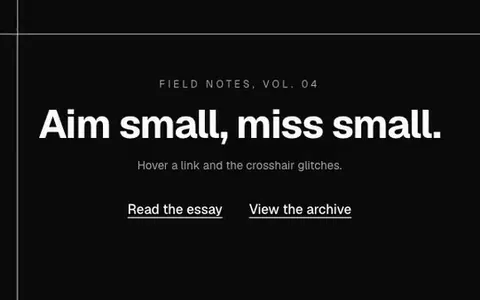 FIELD NOTES, VOL. 04
Aim small, miss small.
Hover a link and the crosshair glitches.
Read the essay View the archive